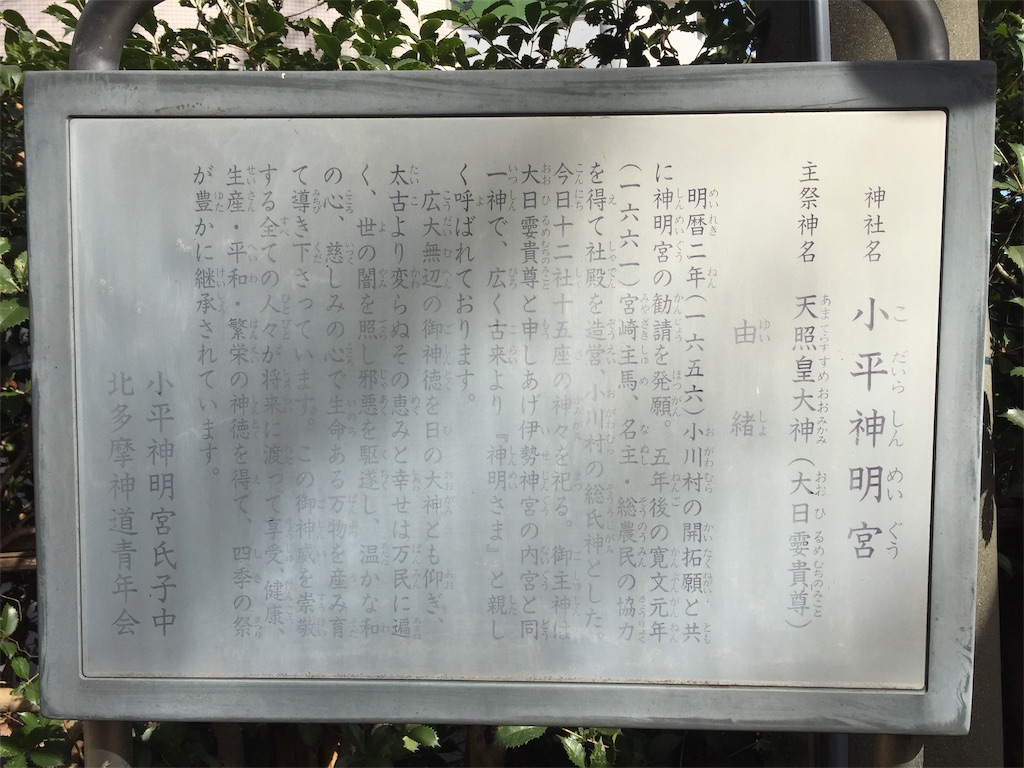 神社名　小平神明宮
主祭神名　天照皇大神（大日孁貴尊）
由緒
明暦二年（一六五六）小川村の開拓願と共
に神明宮の勧請を発願。五年後の寛文元年
（一六六一）宮崎主馬、名主・総農民の協力
を得て社殿を造営、小川村の総氏神とした。
今日十二社十五座の神々を祀る。御主神は
大日孁貴尊と申しあげ伊勢神宮の内宮と同
一神で、広く古来より『神明さま』と親し
く呼ばれております。
広大無辺の御神徳を日の大神とも仰ぎ、
太古より変らぬその恵みと幸せは万民に遍
く、世の闇を照し邪悪を駆逐し、温かな和
の心、慈しみの心で生命ある万物を産み育
て導き下さっています。この御神威を崇敬
する全ての人々が将来に渡って享受、健康、
生産・平和・繁栄の神徳を得て、四季の祭
が豊かに継承されています。
小平神明宮氏子中
北多摩神道青年会